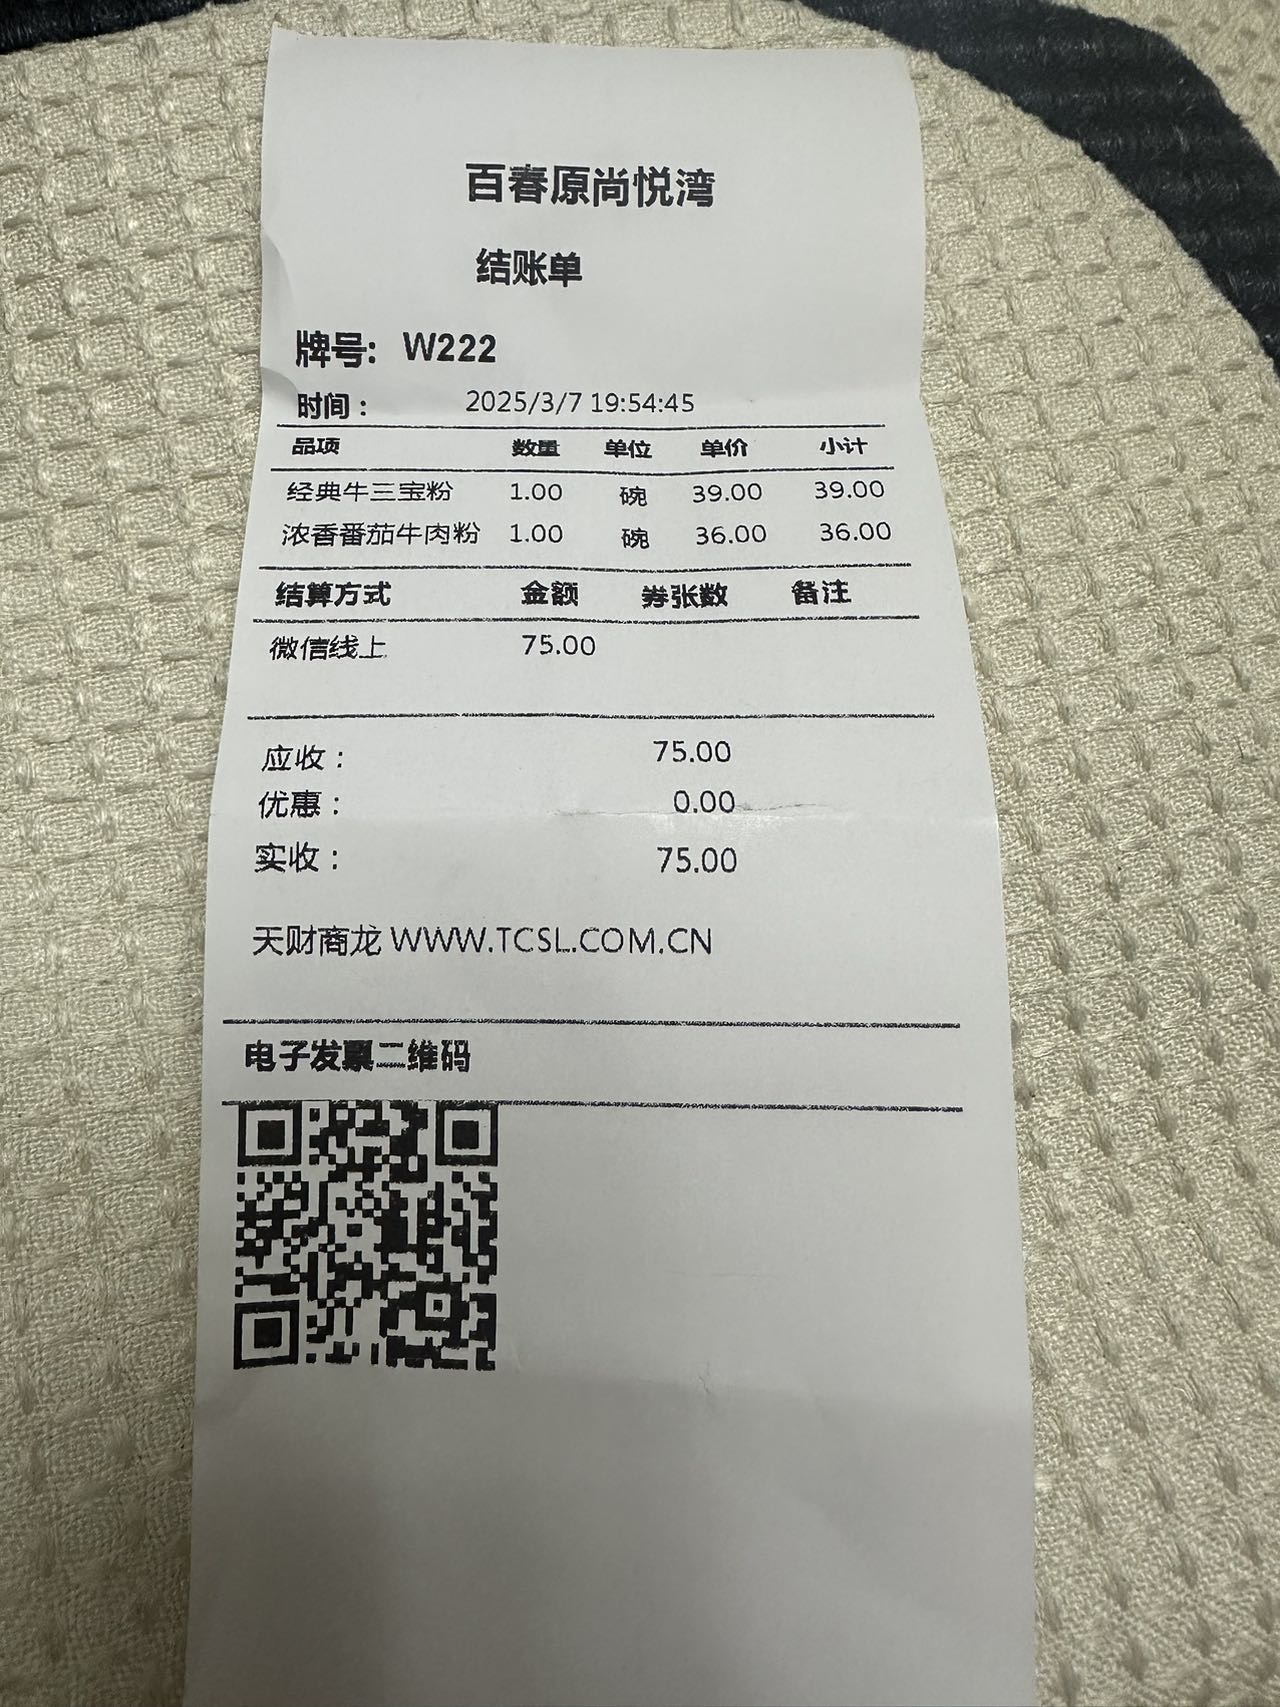 百春原尚悦湾
结账单
牌号: W222
时间： 2025/3/7 19:54:45
品项 数量 单位 单价 小计
经典牛三宝粉 1.00 碗 39.00 39.00
浓香番茄牛肉粉 1.00 碗 36.00 36.00
结算方式 金额 券张数 备注
微信线上 75.00
应收： 75.00
优惠： 0.00
实收： 75.00
天财商龙 WWW.TCSL.COM.CN
电子发票二维码